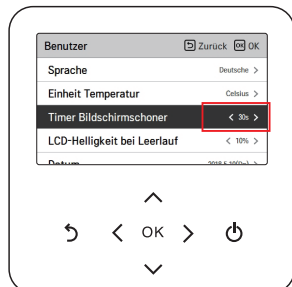 Benutzer Zurück OK OK
Sprache Deutsche >
Einheit Temperatur Celsius >
Timer Bildschirmschoner < 30s >
LCD-Helligkeit bei Leerlauf < 10% >
Datum
OK